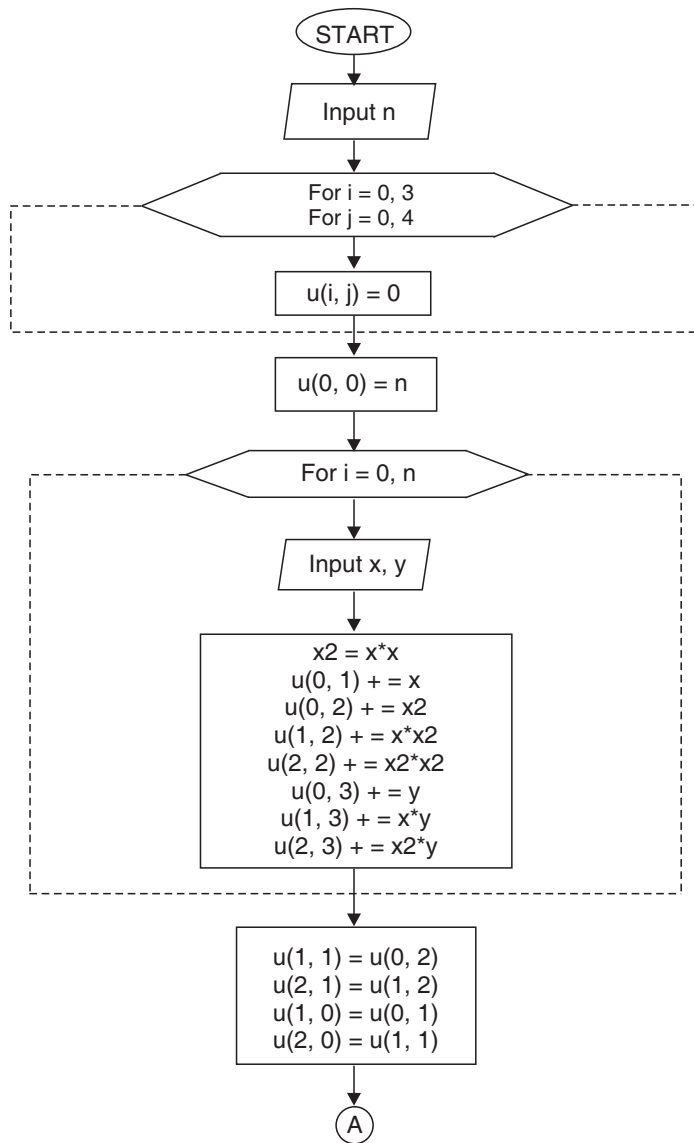 START
Input n
For i = 0, 3
For j = 0, 4
u(i, j) = 0
u(0, 0) = n
For i = 0, n
Input x, y
x2 = x*x
u(0, 1) + = x
u(0, 2) + = x2
u(1, 2) + = x*x2
u(2, 2) + = x2*x2
u(0, 3) + = y
u(1, 3) + = x*y
u(2, 3) + = x2*y
u(1, 1) = u(0, 2)
u(2, 1) = u(1, 2)
u(1, 0) = u(0, 1)
u(2, 0) = u(1, 1)
A